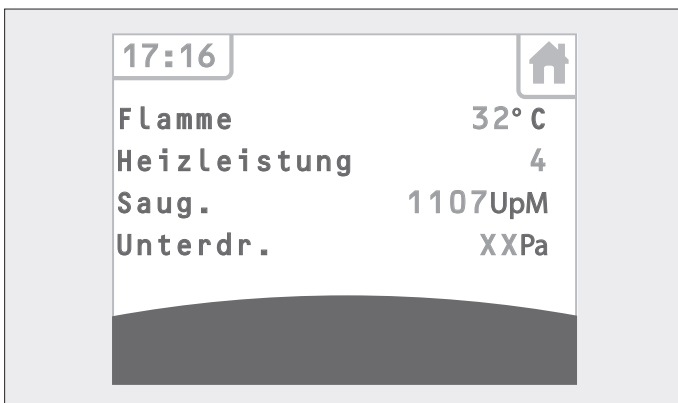 17:16
Flamme 32° C
Heizleistung 4
Saug. 1107UpM
Unterdr. XXPa